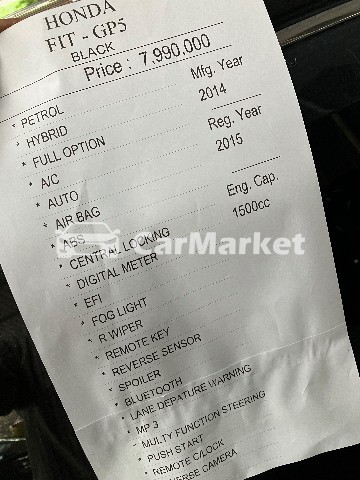 HONDA
FIT - GP5
BLACK
Price : 7,990,000
* PETROL
* HYBRID
* FULL OPTION
* A/C
* AUTO
* AIR BAG
* ABS
* CENTRAL LOCKING
* DIGITAL METER
* EFI
* FOG LIGHT
* R WIPER
* REMOTE KEY
* REVERSE SENSOR
* SPOILER
* BLUETOOTH
* LANE DEPATURE WARNING
* MP 3
* MULTY FUNCTION STEERING
* PUSH START
* REMOTE C/LOCK
* REVERSE CAMERA
Mfg. Year
2014
Reg. Year
2015
Eng. Cap.
1500cc
CarMarket